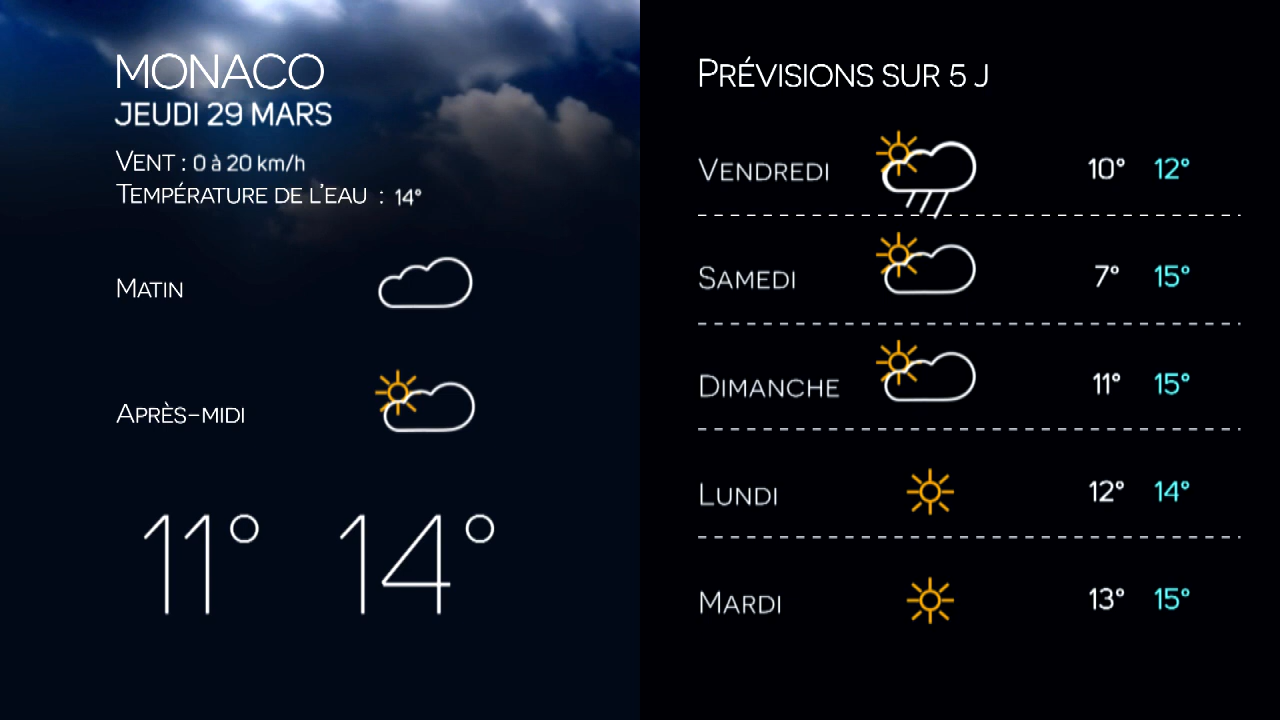 MONACO
JEUDI 29 MARS
VENT : 0 à 20 km/h
TEMPÉRATURE DE L'EAU : 14°
MATIN
APRÈS-MIDI
11° 14°
PRÉVISIONS SUR 5 J
VENDREDI 10° 12°
SAMEDI 7° 15°
DIMANCHE 11° 15°
LUNDI 12° 14°
MARDI 13° 15°